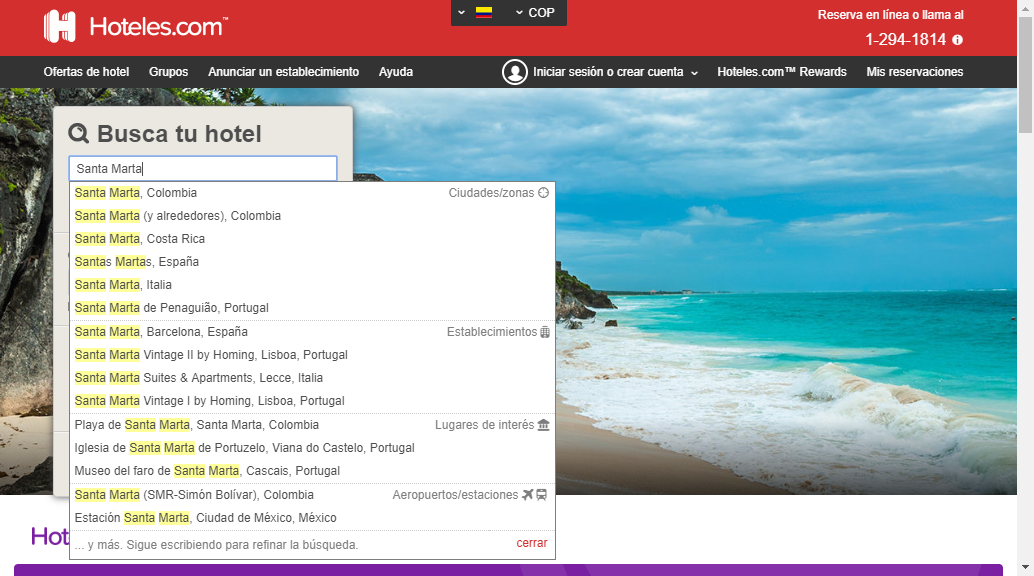 Hoteles.com™
COP
Reserva en línea o llama al
1-294-1814
Ofertas de hotel Grupos Anunciar un establecimiento Ayuda Iniciar sesión o crear cuenta Hoteles.com™ Rewards Mis reservaciones
Busca tu hotel
Santa Marta
Santa Marta, Colombia Ciudades/zonas
Santa Marta (y alrededores), Colombia
Santa Marta, Costa Rica
Santas Martas, España
Santa Marta, Italia
Santa Marta de Penaguião, Portugal
Santa Marta, Barcelona, España Establecimientos
Santa Marta Vintage II by Homing, Lisboa, Portugal
Santa Marta Suites & Apartments, Lecce, Italia
Santa Marta Vintage I by Homing, Lisboa, Portugal
Playa de Santa Marta, Santa Marta, Colombia Lugares de interés
Iglesia de Santa Marta de Portuzelo, Viana do Castelo, Portugal
Museo del faro de Santa Marta, Cascais, Portugal
Santa Marta (SMR-Simón Bolívar), Colombia Aeropuertos/estaciones
Estación Santa Marta, Ciudad de México, México
... y más. Sigue escribiendo para refinar la búsqueda. cerrar